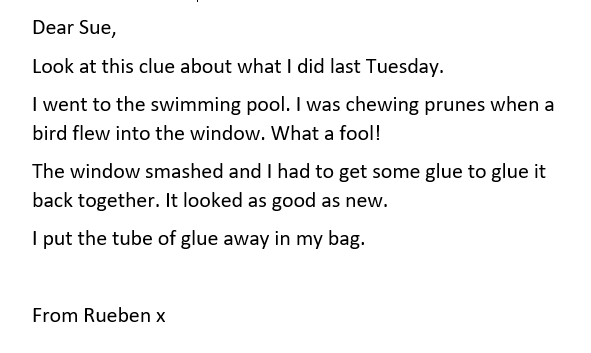 Dear Sue,
Look at this clue about what I did last Tuesday.
I went to the swimming pool. I was chewing prunes when a
bird flew into the window. What a fool!
The window smashed and I had to get some glue to glue it
back together. It looked as good as new.
I put the tube of glue away in my bag.
From Rueben x